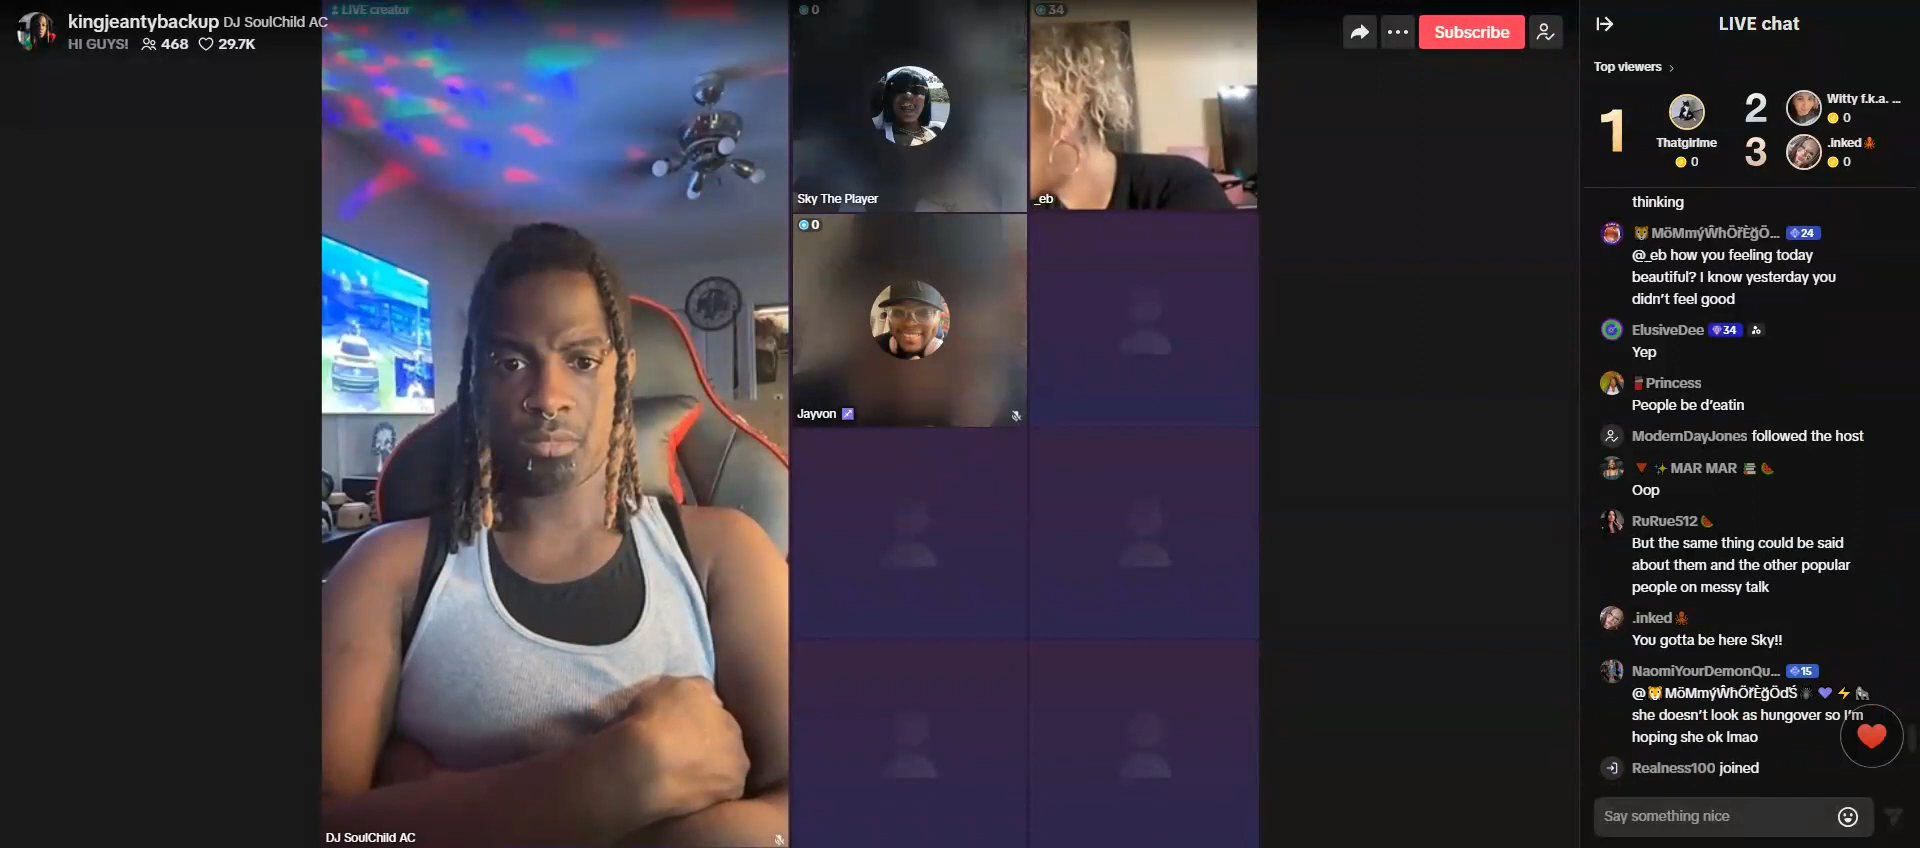 kingjeantybackup DJ SoulChild AC
HI GUYS! 468 29.7K
LIVE creator
0
34
Sky The Player
_eb
0
Jayvon
DJ SoulChild AC
Subscribe
LIVE chat
Top viewers
1
Thatgirlme
0
2
Witty f.k.a. ...
0
3
.inked🐙
0
thinking
🐯MöMmýŴhÖřÈğÖ... 24
@_eb how you feeling today
beautiful? I know yesterday you
didn't feel good
ElusiveDee 34
Yep
Princess
People be d'eatin
ModernDayJones followed the host
🔻✨MAR MAR 📚🍉
Oop
RuRue512🍉
But the same thing could be said
about them and the other popular
people on messy talk
.inked🐙
You gotta be here Sky!!
NaomiYourDemonQu... 15
@🐯MöMmýŴhÖřÈğÖďŚ🕷💜⚡🦍
she doesn't look as hungover so I'm
hoping she ok lmao
Realness100 joined
Say something nice